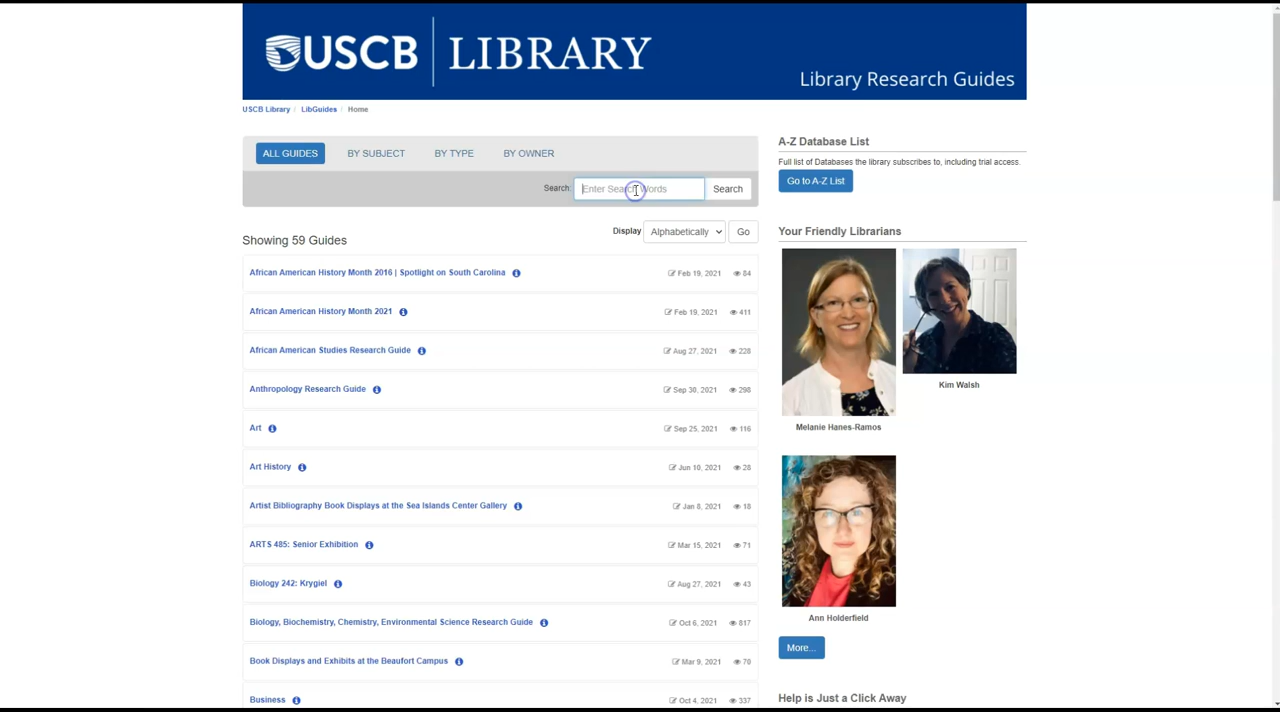 USCB LIBRARY
Library Research Guides
USCB Library / LibGuides / Home
ALL GUIDES BY SUBJECT BY TYPE BY OWNER
Search: Enter Search Words Search
Showing 59 Guides
Display Alphabetically Go
African American History Month 2016 | Spotlight on South Carolina Feb 19, 2021 84
African American History Month 2021 Feb 19, 2021 411
African American Studies Research Guide Aug 27, 2021 228
Anthropology Research Guide Sep 30, 2021 298
Art Sep 25, 2021 116
Art History Jun 10, 2021 28
Artist Bibliography Book Displays at the Sea Islands Center Gallery Jan 8, 2021 18
ARTS 485: Senior Exhibition Mar 15, 2021 71
Biology 242: Krygiel Aug 27, 2021 43
Biology, Biochemistry, Chemistry, Environmental Science Research Guide Oct 6, 2021 817
Book Displays and Exhibits at the Beaufort Campus Mar 9, 2021 70
Business Oct 4, 2021 337
A-Z Database List
Full list of Databases the library subscribes to, including trial access.
Go to A-Z List
Your Friendly Librarians
Kim Walsh
Melanie Hanes-Ramos
Ann Holderfield
More...
Help is Just a Click Away